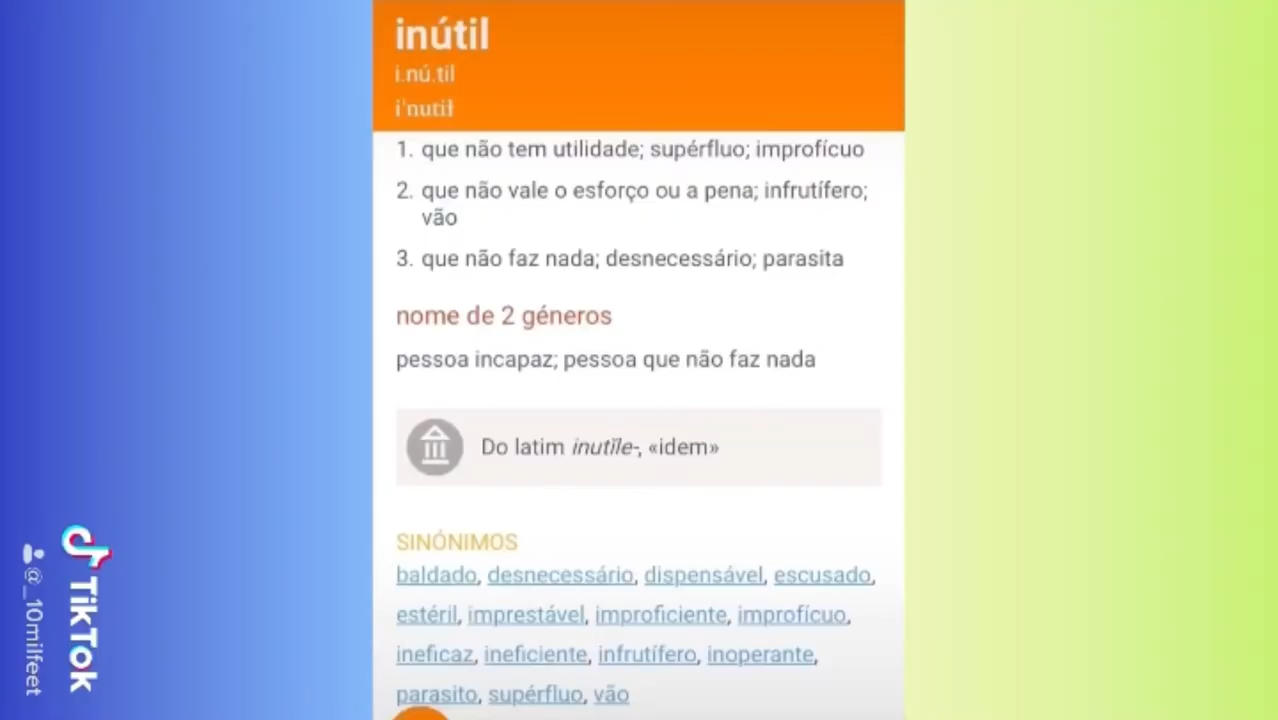 inútil
i.nú.til
iˈnutiɫ
1. que não tem utilidade; supérfluo; improfícuo
2. que não vale o esforço ou a pena; infrutífero;
vão
3. que não faz nada; desnecessário; parasita
nome de 2 géneros
pessoa incapaz; pessoa que não faz nada
Do latim inutĭle-, «idem»
SINÓNIMOS
baldado, desnecessário, dispensável, escusado,
estéril, imprestável, improficiente, improfícuo,
ineficaz, ineficiente, infrutífero, inoperante,
parasito, supérfluo, vão
TikTok
@_10milfeet